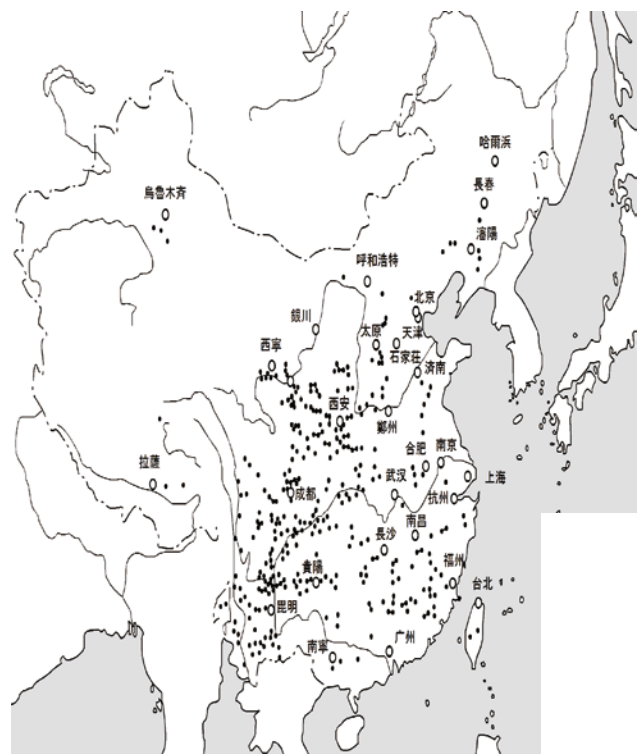 哈爾浜
長春
烏魯木斉
瀋陽
呼和浩特
北京
銀川
太原
天津
西寧
石家荘
済南
西安
鄭州
合肥
南京
拉薩
成都
武汉
上海
杭州
南昌
長沙
貴陽
福州
台北
昆明
南寧
广州